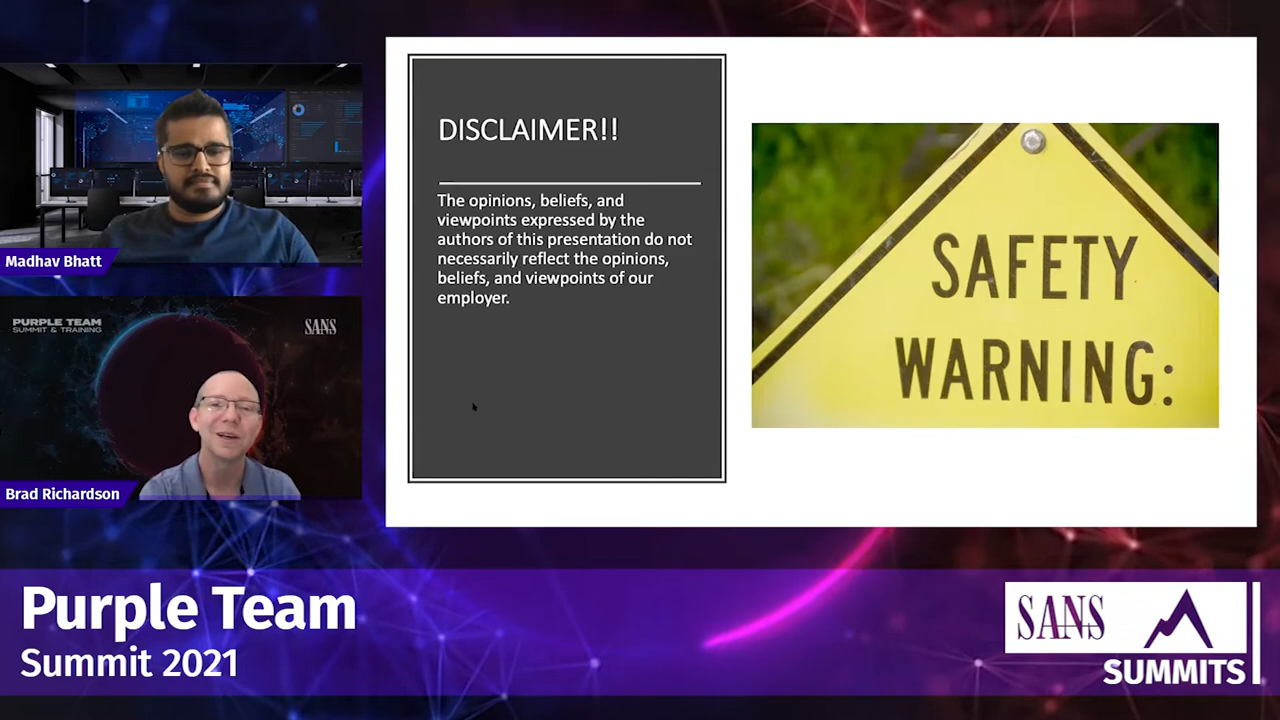 Madhav Bhatt
PURPLE TEAM
SUMMIT & TRAINING
SANS
Brad Richardson
DISCLAIMER!!
The opinions, beliefs, and
viewpoints expressed by the
authors of this presentation do not
necessarily reflect the opinions,
beliefs, and viewpoints of our
employer.
SAFETY
WARNING:
Purple Team
Summit 2021
SANS
SUMMITS